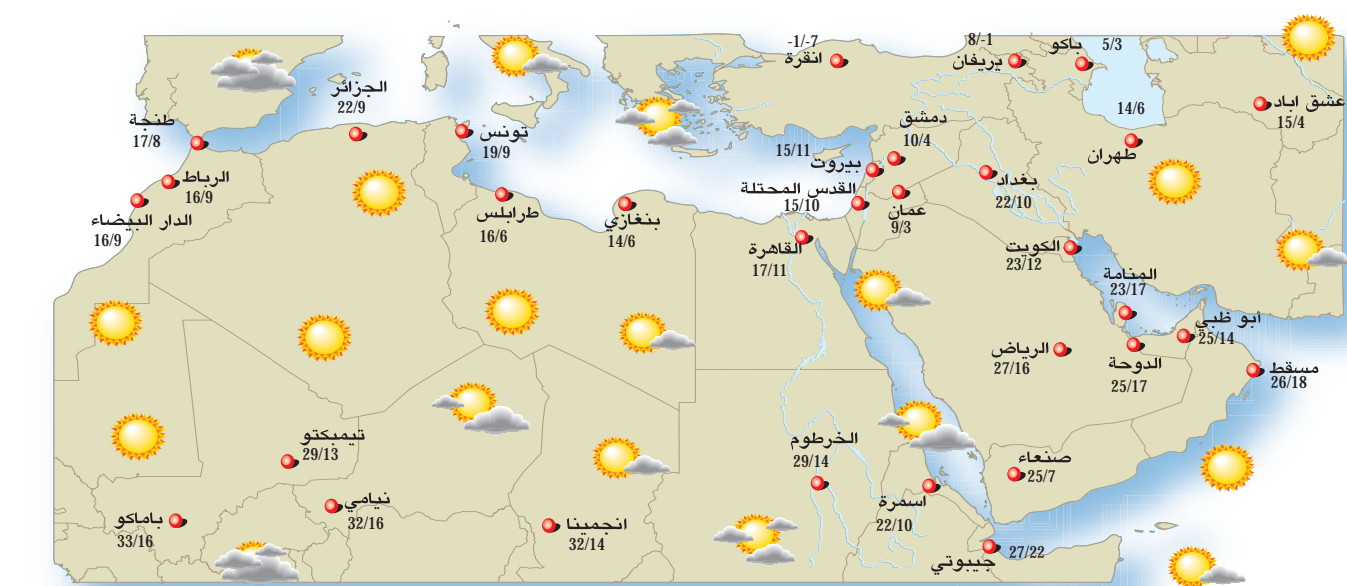 -1/-7
انقرة
8/-1
يريفان
باكو
5/3
14/6
طهران
عشق اباد
15/4
الجزائر
22/9
طنجة
17/8
الرباط
16/9
الدار البيضاء
16/9
تونس
19/9
طرابلس
16/6
بنغازي
14/6
دمشق
10/4
15/11
بيروت
القدس المحتلة
15/10
عمان
9/3
بغداد
22/10
القاهرة
17/11
الكويت
23/12
المنامة
23/17
أبو ظبي
25/14
الرياض
27/16
الدوحة
25/17
مسقط
26/18
تيمبكتو
29/13
نيامي
32/16
باماكو
33/16
انجمينا
32/14
الخرطوم
29/14
اسمرة
22/10
صنعاء
25/7
27/22
جيبوتي